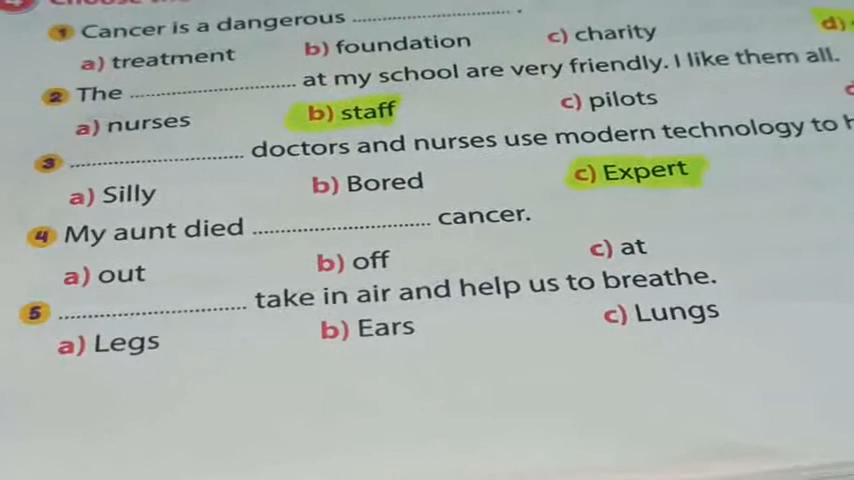 1 Cancer is a dangerous .................... .
a) treatment b) foundation c) charity d)
2 The .................... at my school are very friendly. I like them all.
a) nurses b) staff c) pilots
3 .................... doctors and nurses use modern technology to
a) Silly b) Bored c) Expert
4 My aunt died .................... cancer.
a) out b) off c) at
5 .................... take in air and help us to breathe.
a) Legs b) Ears c) Lungs